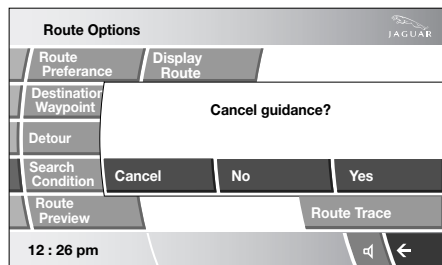 Route Options
JAGUAR
Route Display
Preferance Route
Destination
Waypoint
Cancel guidance?
Detour
Search
Condition
Cancel No Yes
Route
Preview
Route Trace
12 : 26 pm